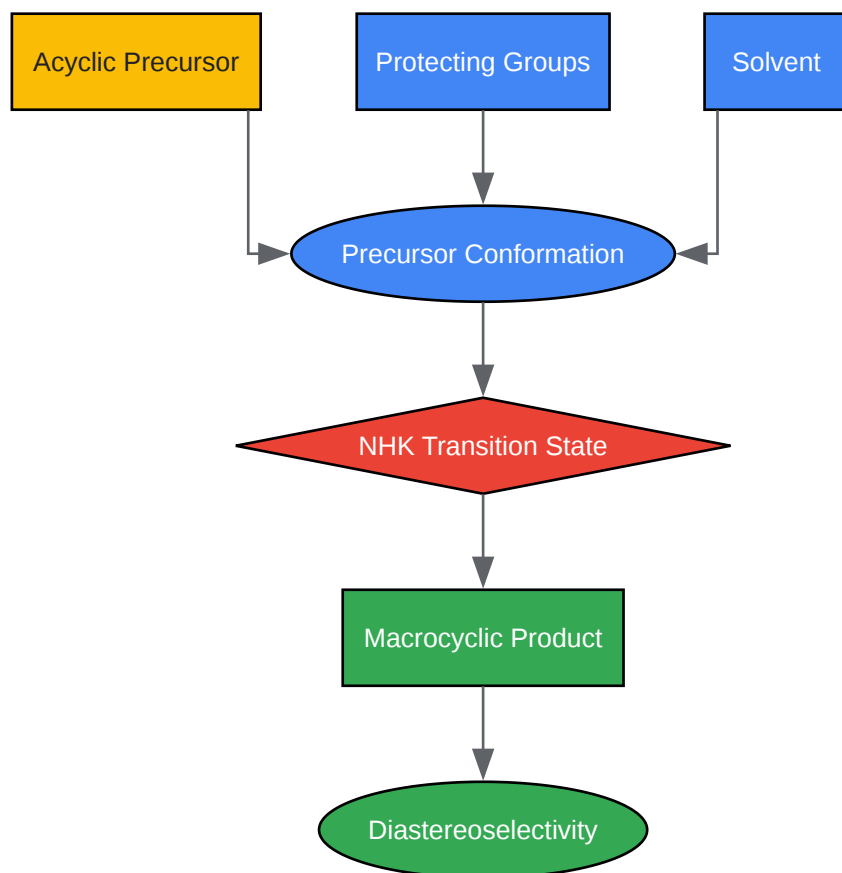 Acyclic Precursor
Protecting Groups
Solvent
Precursor Conformation
NHK Transition State
Macrocyclic Product
Diastereoselectivity